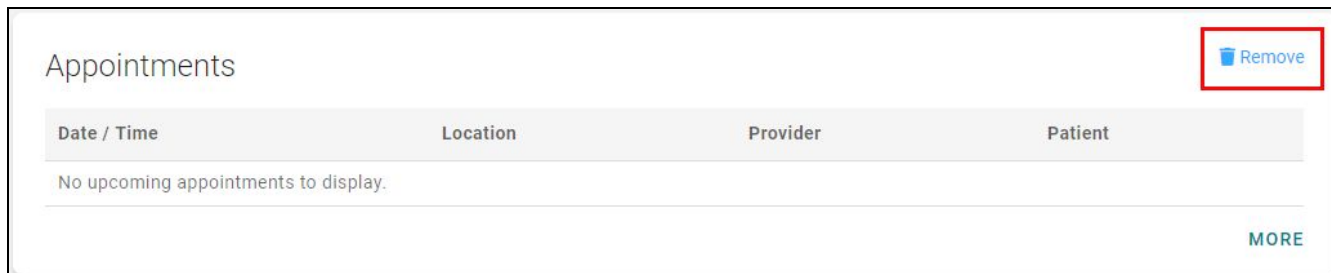 Appointments
Remove
Date / Time Location Provider Patient
No upcoming appointments to display.
MORE